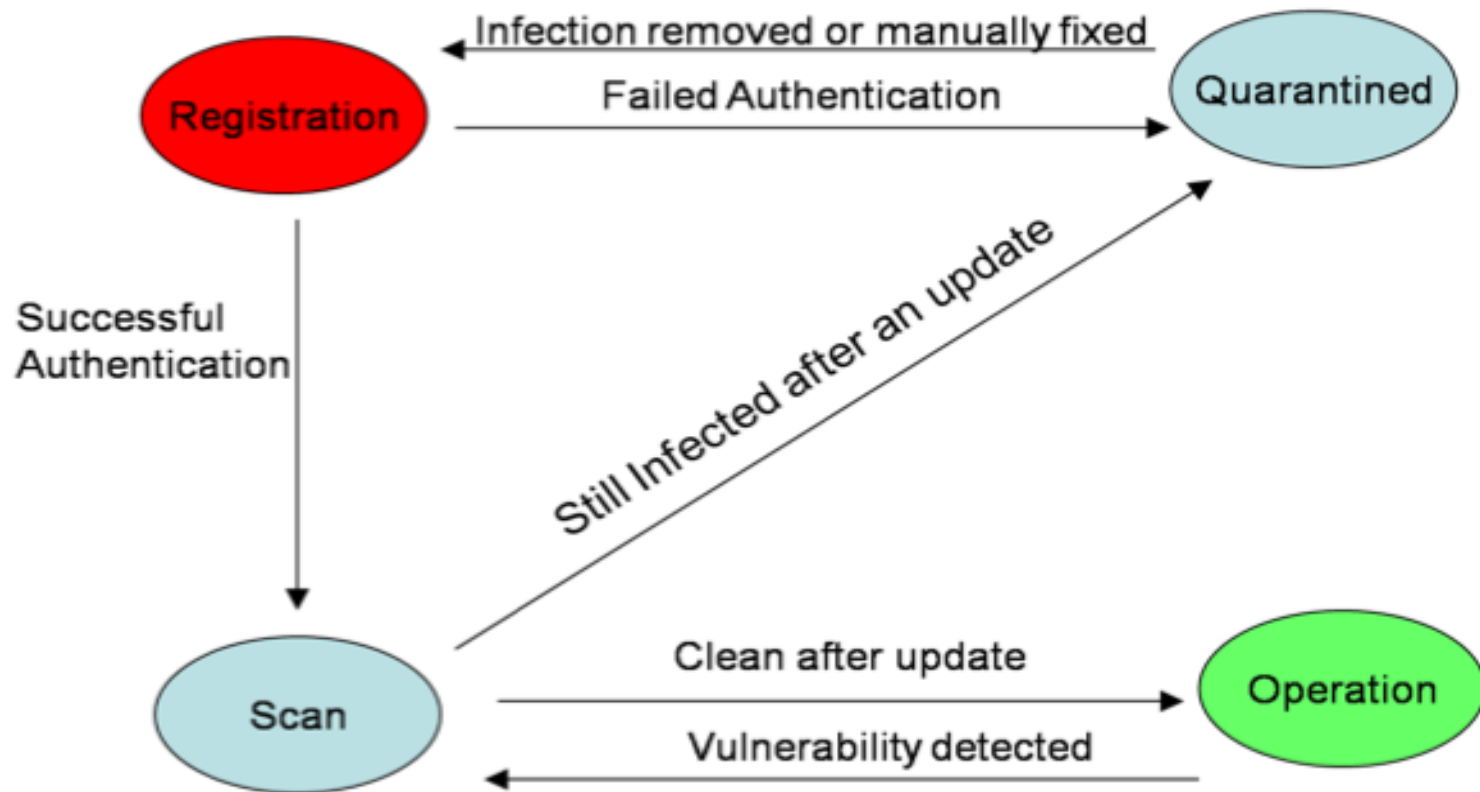 Infection removed or manually fixed
Registration
Failed Authentication
Quarantined
Successful
Authentication
Still Infected after an update
Clean after update
Scan
Operation
Vulnerability detected